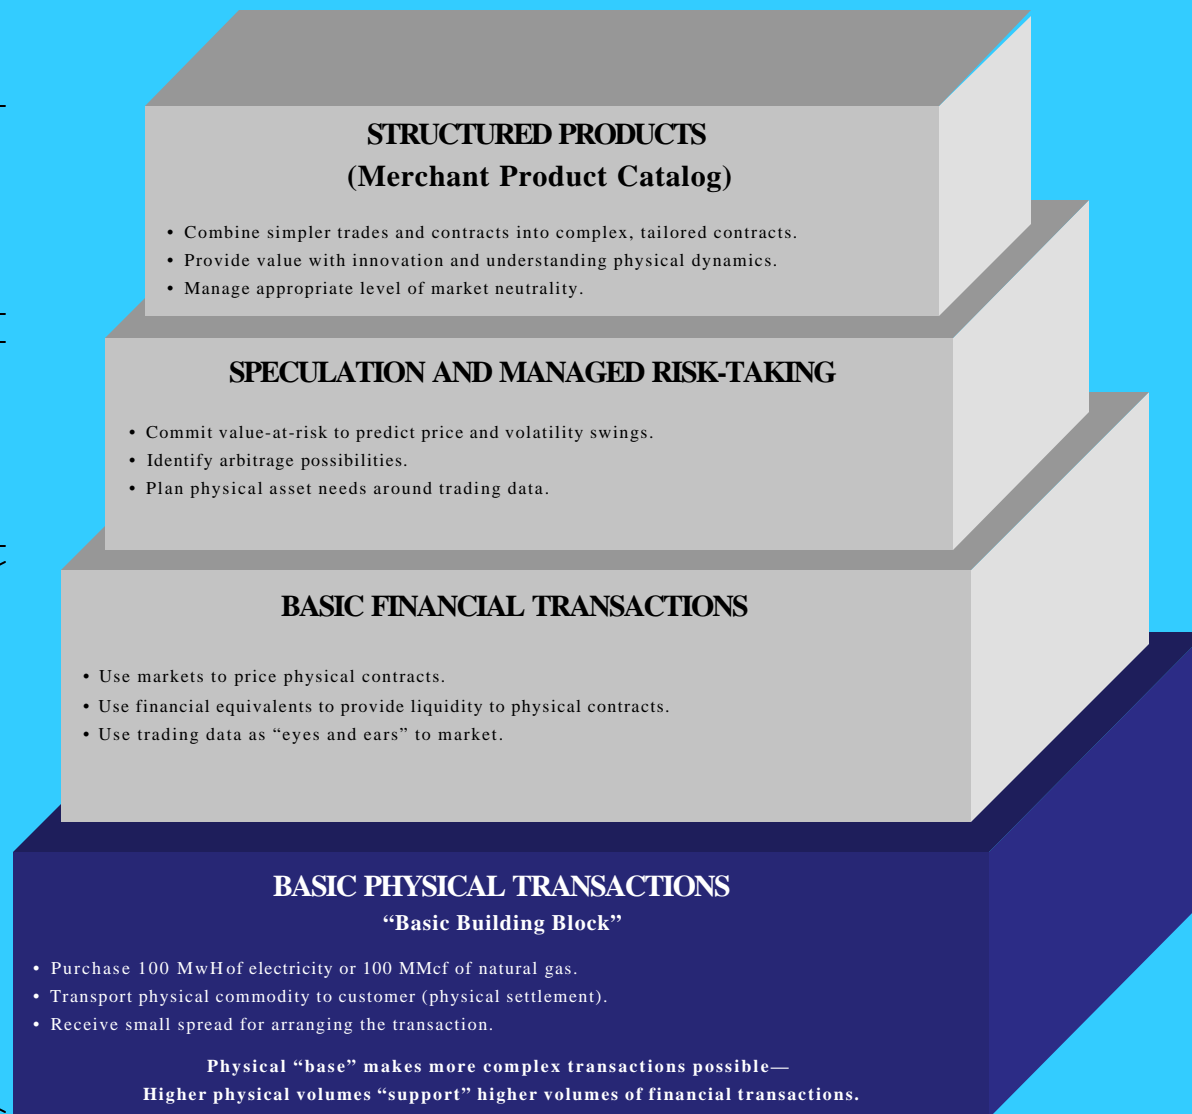 STRUCTURED PRODUCTS
(Merchant Product Catalog)
• Combine simpler trades and contracts into complex, tailored contracts.
• Provide value with innovation and understanding physical dynamics.
• Manage appropriate level of market neutrality.
SPECULATION AND MANAGED RISK-TAKING
• Commit value-at-risk to predict price and volatility swings.
• Identify arbitrage possibilities.
• Plan physical asset needs around trading data.
BASIC FINANCIAL TRANSACTIONS
• Use markets to price physical contracts.
• Use financial equivalents to provide liquidity to physical contracts.
• Use trading data as “eyes and ears” to market.
BASIC PHYSICAL TRANSACTIONS
“Basic Building Block”
• Purchase 100 MwH of electricity or 100 MMcf of natural gas.
• Transport physical commodity to customer (physical settlement).
• Receive small spread for arranging the transaction.
Physical “base” makes more complex transactions possible—
Higher physical volumes “support” higher volumes of financial transactions.